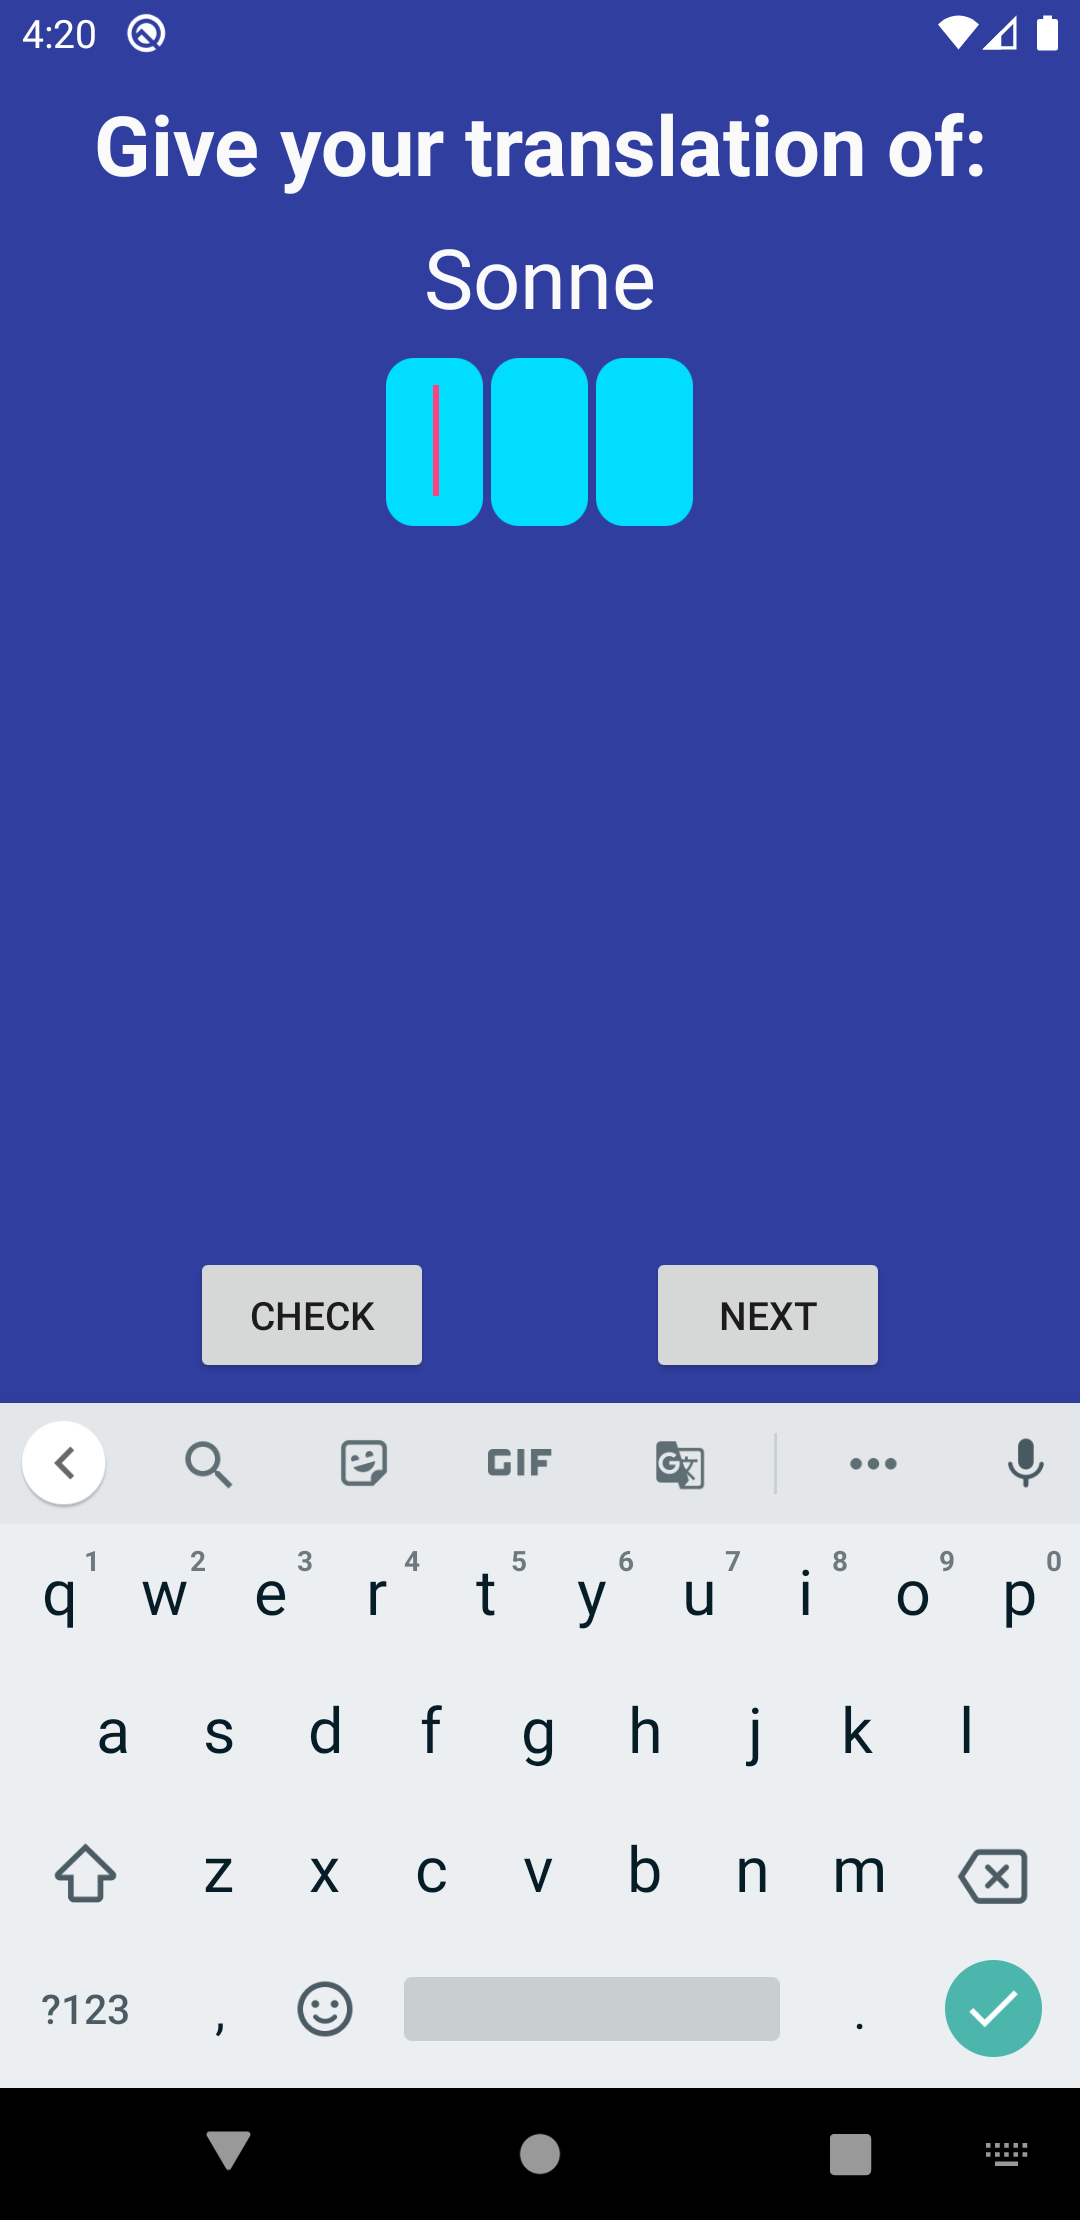 4:20
Give your translation of:
Sonne
CHECK NEXT
GIF
1 2 3 4 5 6 7 8 9 0
q w e r t y u i o p
a s d f g h j k l
z x c v b n m
?123 , .